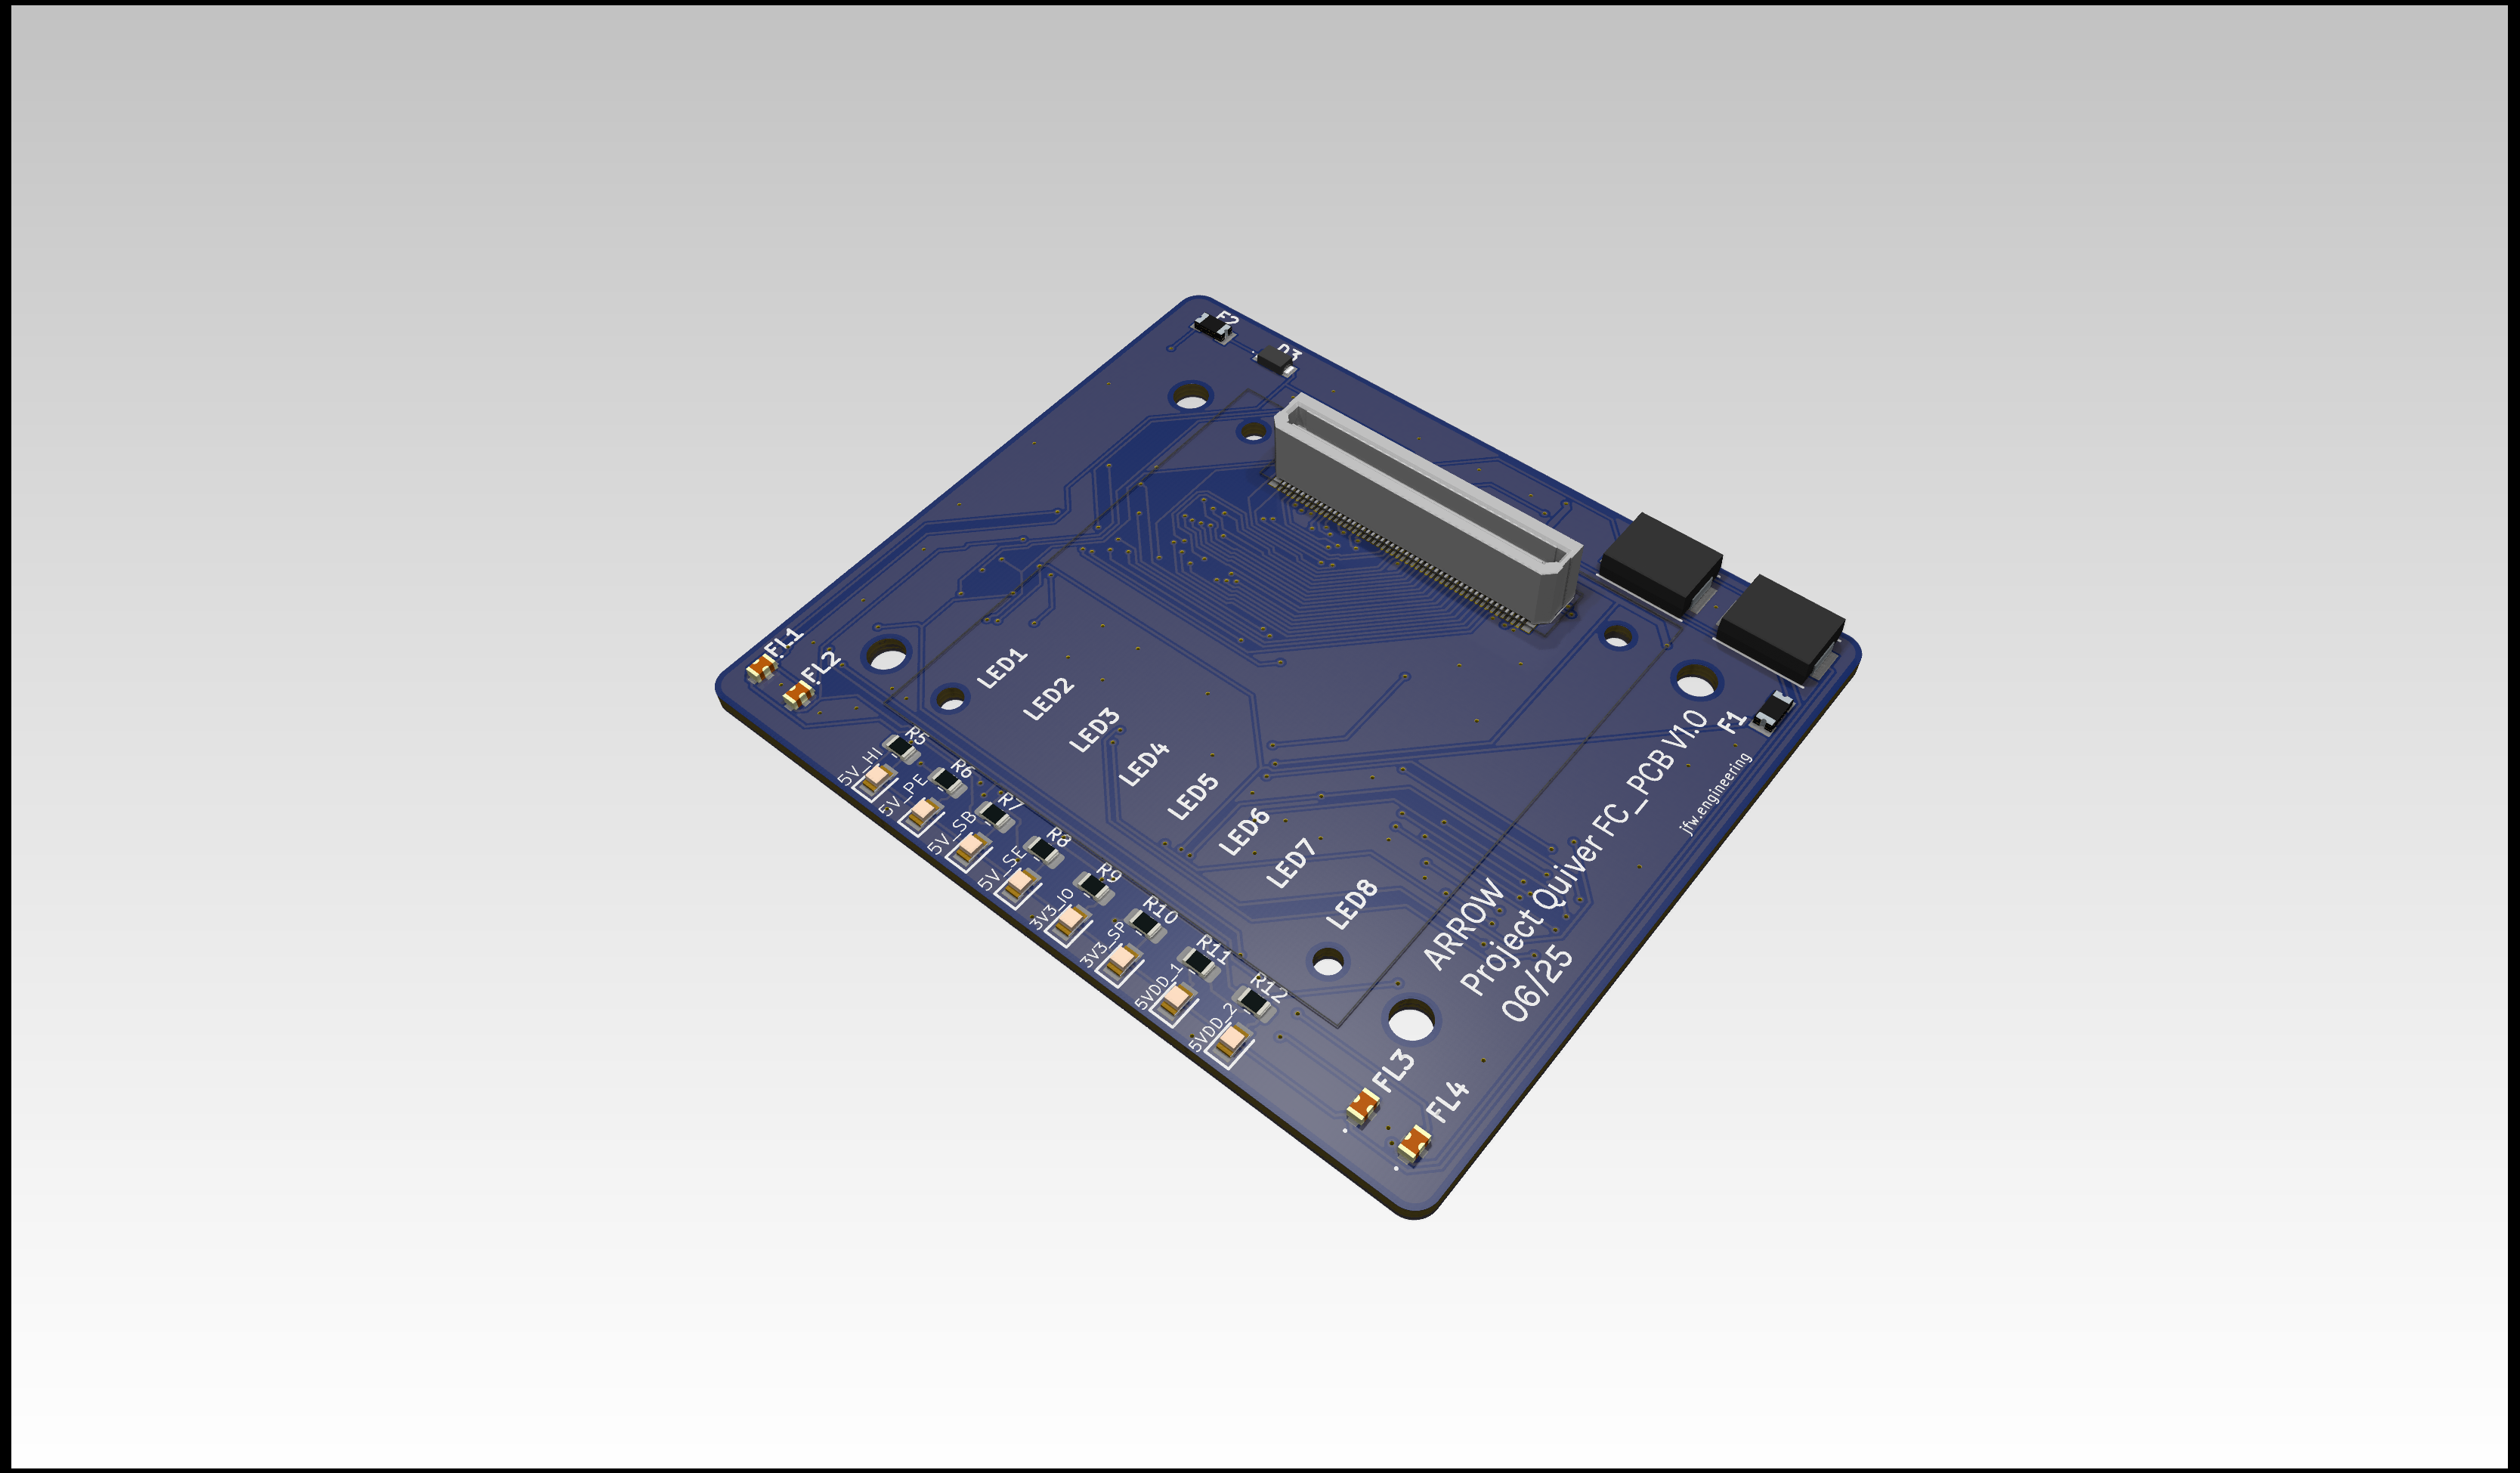 F2
D3
FL1
FL2
LED1
LED2
LED3
LED4
LED5
LED6
LED7
LED8
R5
R6
R7
R8
R9
R10
R11
R12
5V_HI
5V_PE
5V_SB
5V_SE
3V3_IO
3V3_SP
5VDD_1
5VDD_2
F1
ARROW
Project Quiver FC_PCB V1.0
06/25
jfw.engineering
FL3
FL4